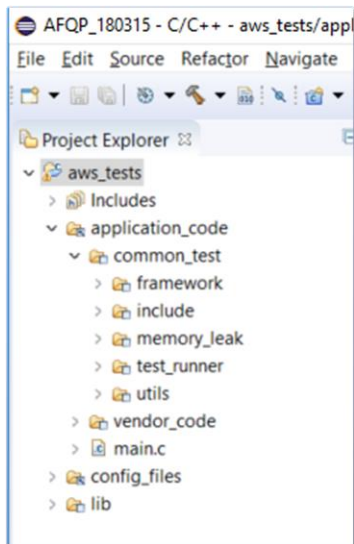 AFQP_180315 - C/C++ - aws_tests/appl
File Edit Source Refactor Navigate
Project Explorer
aws_tests
Includes
application_code
common_test
framework
include
memory_leak
test_runner
utils
vendor_code
main.c
config_files
lib